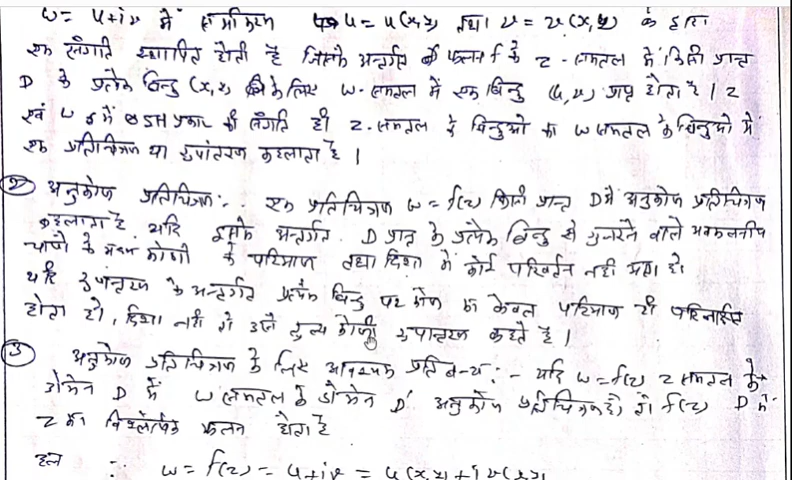 w = u+iv में समीकरण u = u(x,y) तथा v = v(x,y) के द्वारा
एक संगति स्थापित होती है जिसके अन्तर्गत फलन f के z - समतल में किसी प्रान्त
D के प्रत्येक बिन्दु (x,y) के लिए w - समतल में एक बिन्दु (u,v) प्राप्त होता है । z
एवं w में इस प्रकार की संगति ही z - समतल के बिन्दुओ का w समतल के बिन्दुओ में
एक प्रतिचित्रण या रूपांतरण कहलाता है ।
② अनुकोण प्रतिचित्रण :- एक प्रतिचित्रण w = f(z) किसी प्रान्त D में अनुकोण प्रतिचित्रण
कहलाता है यदि इसके अन्तर्गत D प्रान्त के प्रत्येक बिन्दु से गुजरने वाले अवकलनीय
चापो के मध्य कोणो के परिमाण तथा दिशा में कोई परिवर्तन नही हो
यदि रूपांतरण के अन्तर्गत प्रत्येक बिन्दु पर कोण का केवल परिमाण ही
होता हो, दिशा नही तो उसे तुल्य कोणी रूपान्तरण कहते है ।
③ अनुकोण प्रतिचित्रण के लिए आवश्यक प्रतिबन्ध :- यदि w = f(z) z समतल के
डोमेन D में w समतल के डोमेन D' अनुकोण प्रतिचित्रण हो तो f(z) D में
z का विश्लेषिक फलन होता है
हल ∵ w = f(z) = u+iv = u(x,y)+i v(x,y)